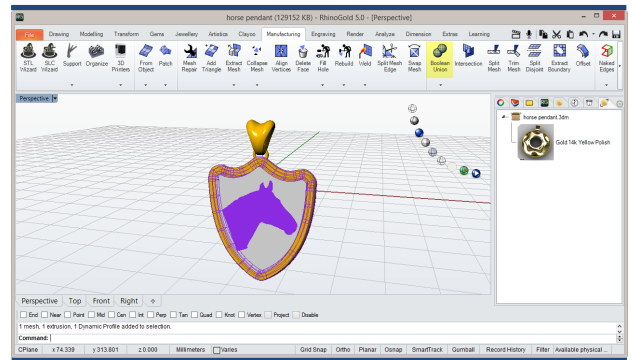 horse pendant (129152 KB) - RhinoGold 5.0 - [Perspective]
File Drawing Modelling Transform Gems Jewellery Artistics Clayoo Manufacturing Engraving Render Analyze Dimension Extras Learning
STL Wizard SLC Wizard Support Organize 3D Printers From Object Patch Mesh Repair Add Triangle Extract Mesh Collapse Mesh Align Vertices Delete Face Fill Hole Rebuild Weld Split Mesh Edge Swap Mesh Boolean Union Intersection Split Mesh Trim Mesh Split Disjoint Extract Boundary Offset Naked Edges
Perspective
horse pendant.3dm
Gold 14k Yellow Polish
Perspective Top Front Right
End Near Point Mid Cen Int Perp Tan Quad Knot Vertex Project Disable
1 mesh, 1 extrusion, 1 Dynamic Profile added to selection.
Command:
CPlane x 74.339 y 313.801 z 0.000 Millimeters Varies Grid Snap Ortho Planar Osnap SmartTrack Gumball Record History Filter Available physical ...